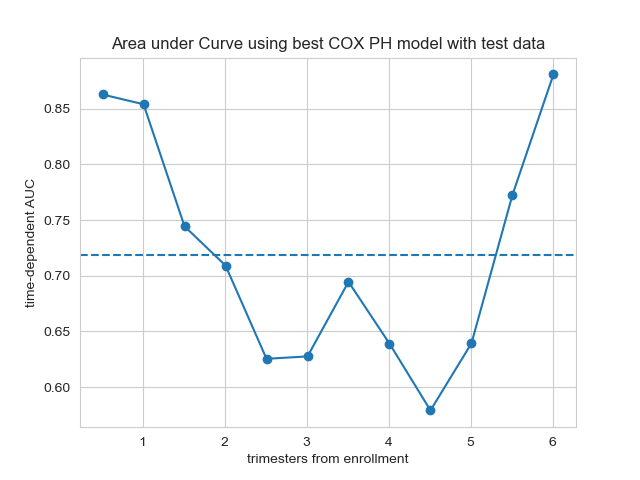 Area under Curve using best COX PH model with test data
time-dependent AUC
0.85
0.80
0.75
0.70
0.65
0.60
1 2 3 4 5 6
trimesters from enrollment